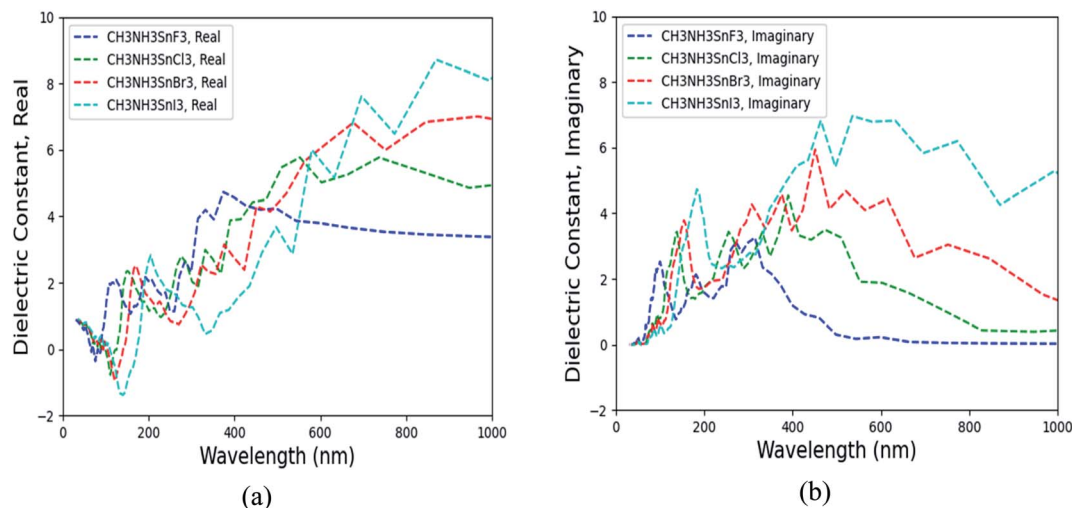 10
8
6
4
2
0
−2
Dielectric Constant, Real
CH3NH3SnF3, Real
CH3NH3SnCl3, Real
CH3NH3SnBr3, Real
CH3NH3SnI3, Real
0 200 400 600 800 1000
Wavelength (nm)
(a)
10
8
6
4
2
0
−2
Dielectric Constant, Imaginary
CH3NH3SnF3, Imaginary
CH3NH3SnCl3, Imaginary
CH3NH3SnBr3, Imaginary
CH3NH3SnI3, Imaginary
0 200 400 600 800 1000
Wavelength (nm)
(b)